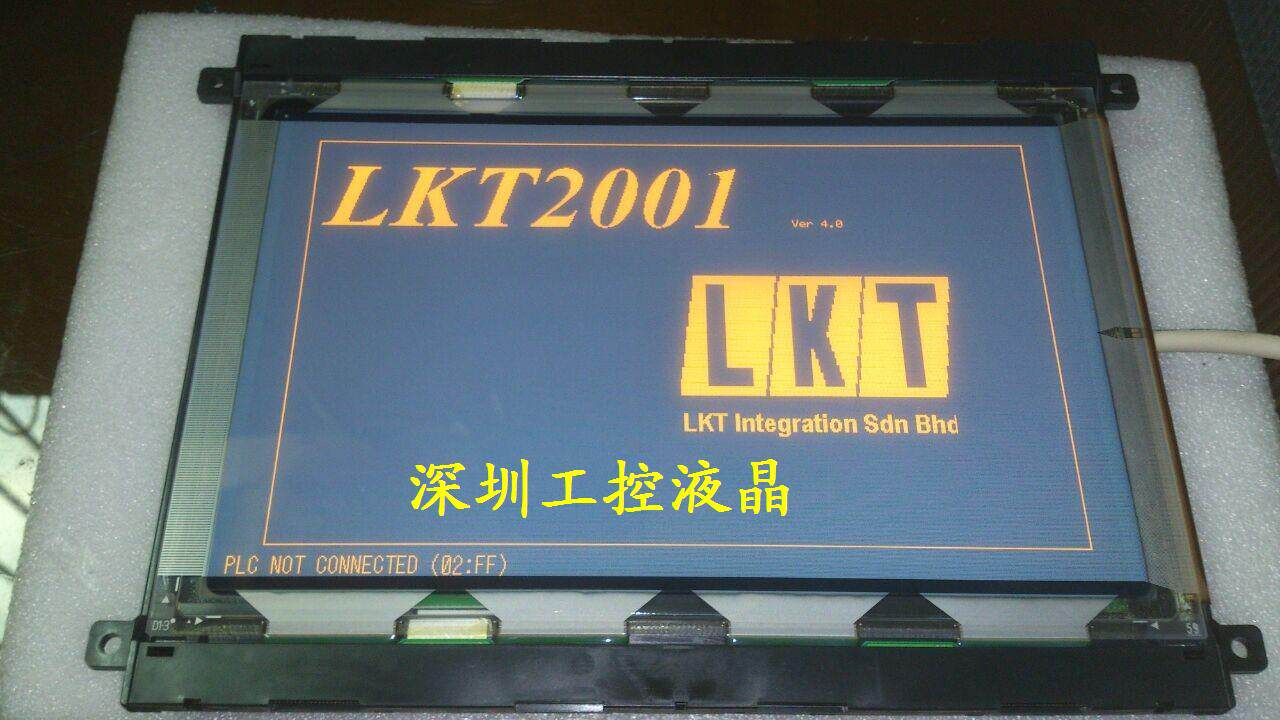 LKT2001
Ver 4.0
LKT
LKT Integration Sdn Bhd
深圳工控液晶
PLC NOT CONNECTED (02:FF)